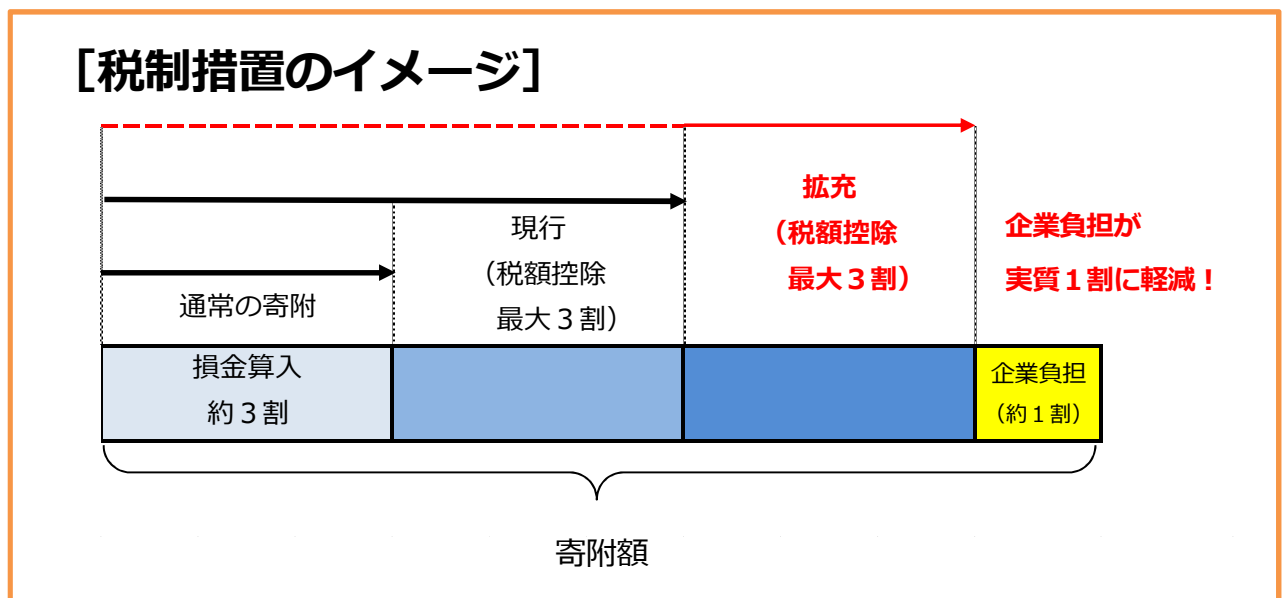 ［税制措置のイメージ］
拡充
（税額控除
最大３割）
企業負担が
実質１割に軽減！
現行
（税額控除
最大３割）
通常の寄附
損金算入
約３割
企業負担
（約１割）
寄附額